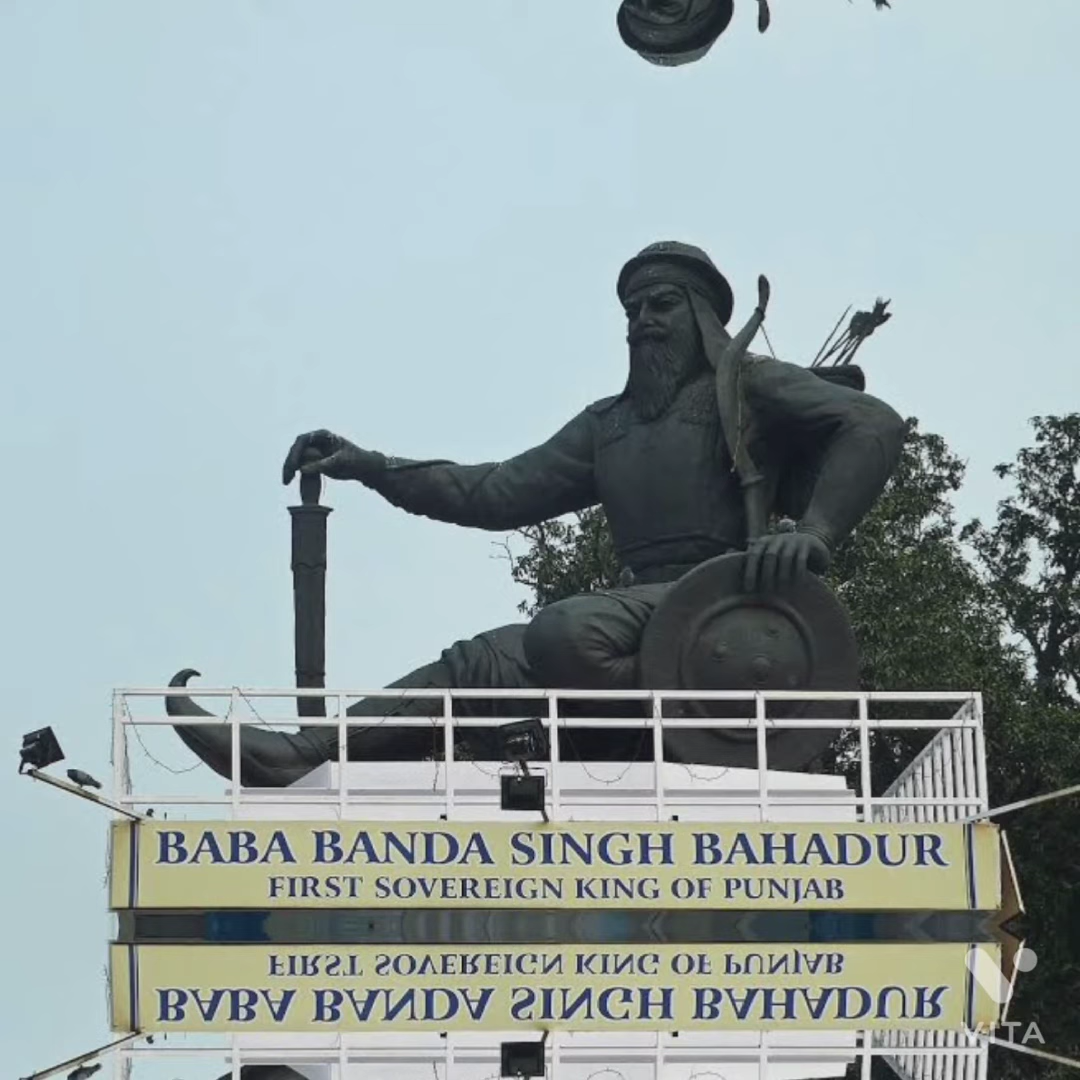 BABA BANDA SINGH BAHADUR
FIRST SOVEREIGN KING OF PUNJAB
FIRST SOVEREIGN KING OF PUNJAB
BABA BANDA SINGH BAHADUR
VITA